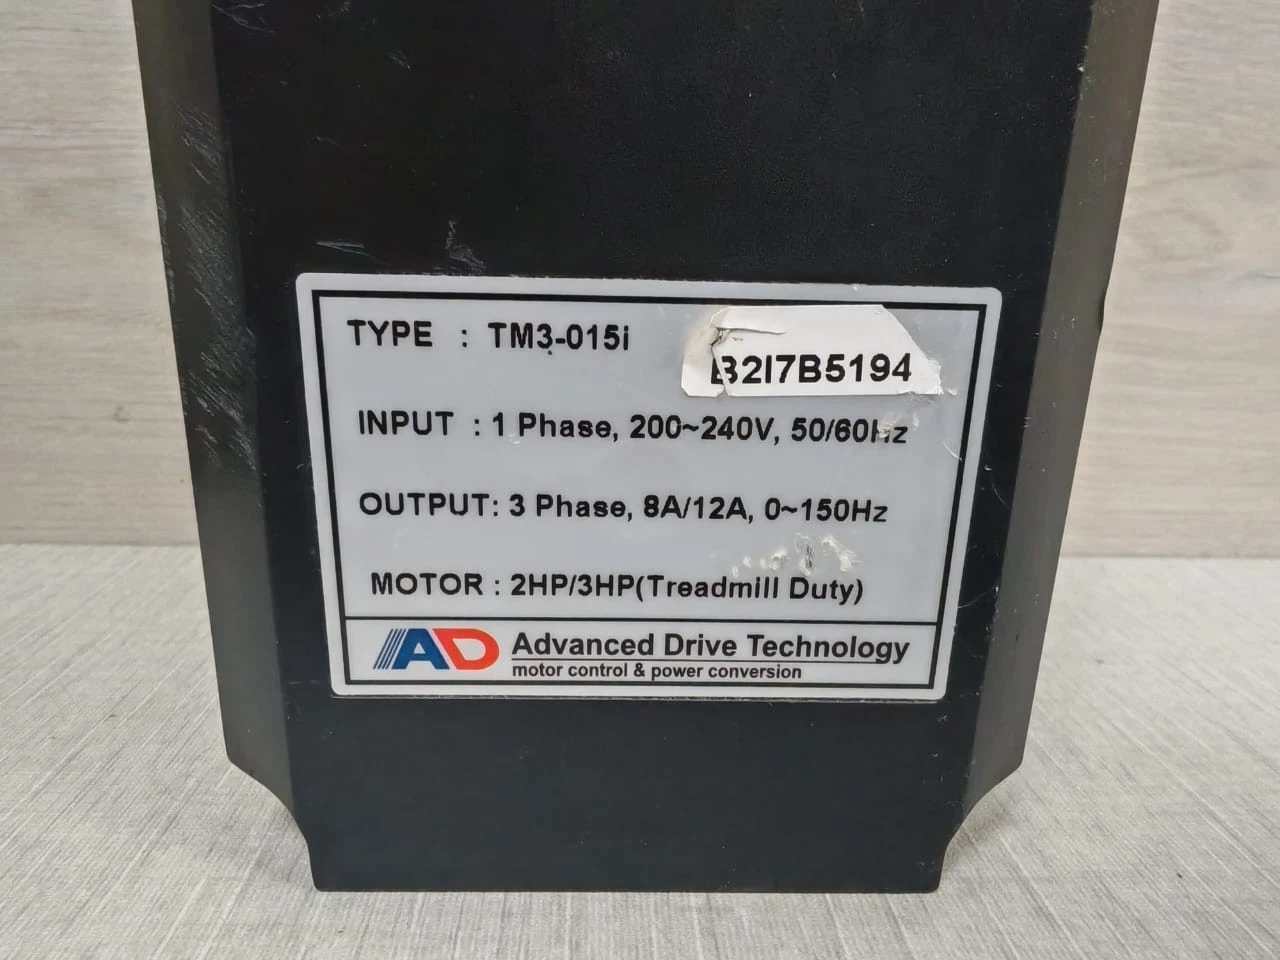 TYPE : TM3-015i
B2I7B5194
INPUT : 1 Phase, 200~240V, 50/60Hz
OUTPUT: 3 Phase, 8A/12A, 0~150Hz
MOTOR : 2HP/3HP(Treadmill Duty)
AD Advanced Drive Technology
motor control & power conversion